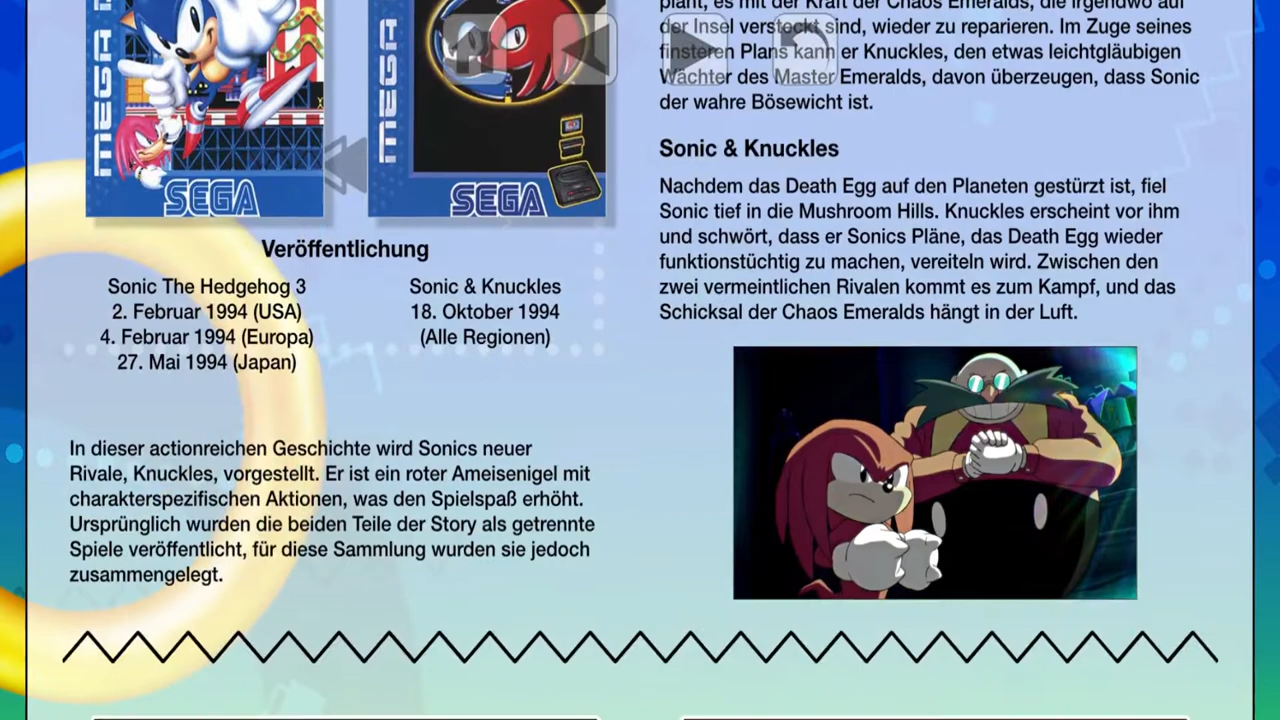 MEGA
SEGA
MEGA
SEGA
Veröffentlichung
Sonic The Hedgehog 3
2. Februar 1994 (USA)
4. Februar 1994 (Europa)
27. Mai 1994 (Japan)
Sonic & Knuckles
18. Oktober 1994
(Alle Regionen)
In dieser actionreichen Geschichte wird Sonics neuer
Rivale, Knuckles, vorgestellt. Er ist ein roter Ameisenigel mit
charakterspezifischen Aktionen, was den Spielspaß erhöht.
Ursprünglich wurden die beiden Teile der Story als getrennte
Spiele veröffentlicht, für diese Sammlung wurden sie jedoch
zusammengelegt.
plant, es mit der Kraft der Chaos Emeralds, die irgendwo auf
der Insel versteckt sind, wieder zu reparieren. Im Zuge seines
finsteren Plans kann er Knuckles, den etwas leichtgläubigen
Wächter des Master Emeralds, davon überzeugen, dass Sonic
der wahre Bösewicht ist.
Sonic & Knuckles
Nachdem das Death Egg auf den Planeten gestürzt ist, fiel
Sonic tief in die Mushroom Hills. Knuckles erscheint vor ihm
und schwört, dass er Sonics Pläne, das Death Egg wieder
funktionstüchtig zu machen, vereiteln wird. Zwischen den
zwei vermeintlichen Rivalen kommt es zum Kampf, und das
Schicksal der Chaos Emeralds hängt in der Luft.